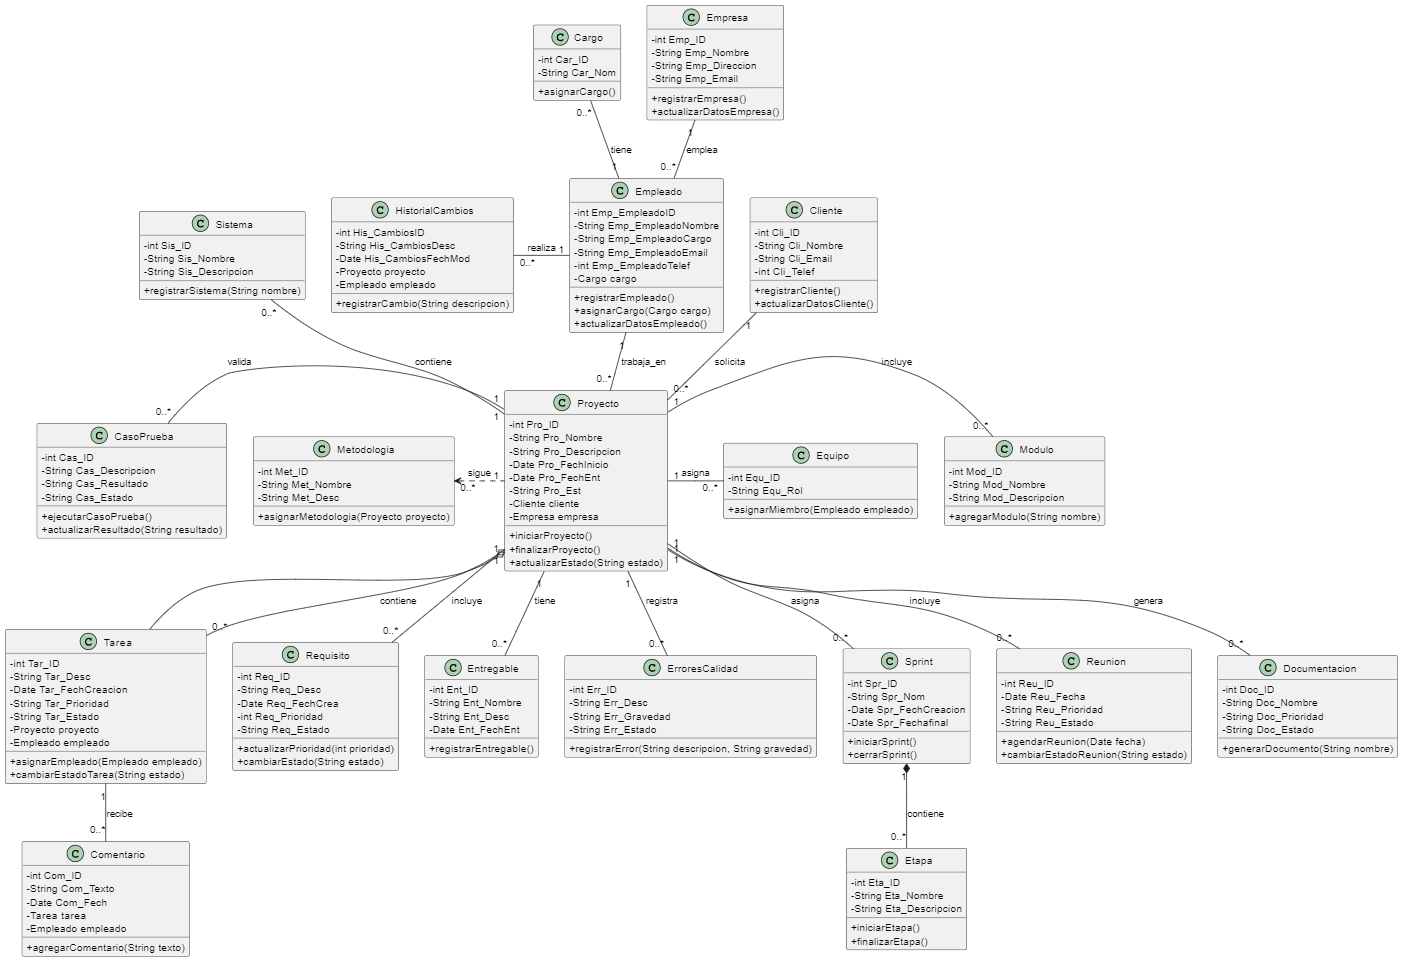 C Empresa
-int Emp_ID
-String Emp_Nombre
-String Emp_Direccion
-String Emp_Email
+registrarEmpresa()
+actualizarDatosEmpresa()
C Cargo
-int Car_ID
-String Car_Nom
+asignarCargo()
0..*
tiene
1
1
emplea
0..*
C Empleado
-int Emp_EmpleadoID
-String Emp_EmpleadoNombre
-String Emp_EmpleadoCargo
-String Emp_EmpleadoEmail
-int Emp_EmpleadoTelef
-Cargo cargo
+registrarEmpleado()
+asignarCargo(Cargo cargo)
+actualizarDatosEmpleado()
C Sistema
-int Sis_ID
-String Sis_Nombre
-String Sis_Descripcion
+registrarSistema(String nombre)
C HistorialCambios
-int His_CambiosID
-String His_CambiosDesc
-Date His_CambiosFechMod
-Proyecto proyecto
-Empleado empleado
+registrarCambio(String descripcion)
realiza 1
0..*
C Cliente
-int Cli_ID
-String Cli_Nombre
-String Cli_Email
-int Cli_Telef
+registrarCliente()
+actualizarDatosCliente()
0..*
contiene
1
valida
0..*
1
1
trabaja_en
0..*
1
solicita
0..*
incluye
1
0..*
C Proyecto
-int Pro_ID
-String Pro_Nombre
-String Pro_Descripcion
-Date Pro_FechInicio
-Date Pro_FechEnt
-String Pro_Est
-Cliente cliente
-Empresa empresa
+iniciarProyecto()
+finalizarProyecto()
+actualizarEstado(String estado)
C CasoPrueba
-int Cas_ID
-String Cas_Descripcion
-String Cas_Resultado
-String Cas_Estado
+ejecutarCasoPrueba()
+actualizarResultado(String resultado)
C Metodologia
-int Met_ID
-String Met_Nombre
-String Met_Desc
+asignarMetodologia(Proyecto proyecto)
sigue 1
0..*
1 asigna
0..*
C Equipo
-int Equ_ID
-String Equ_Rol
+asignarMiembro(Empleado empleado)
C Modulo
-int Mod_ID
-String Mod_Nombre
-String Mod_Descripcion
+agregarModulo(String nombre)
1
contiene
0..*
1
incluye
0..*
1
tiene
0..*
1
registra
0..*
1
asigna
0..*
1
incluye
0..*
genera
0..*
C Tarea
-int Tar_ID
-String Tar_Desc
-Date Tar_FechCreacion
-String Tar_Prioridad
-String Tar_Estado
-Proyecto proyecto
-Empleado empleado
+asignarEmpleado(Empleado empleado)
+cambiarEstadoTarea(String estado)
C Requisito
-int Req_ID
-String Req_Desc
-Date Req_FechCrea
-int Req_Prioridad
-String Req_Estado
+actualizarPrioridad(int prioridad)
+cambiarEstado(String estado)
C Entregable
-int Ent_ID
-String Ent_Nombre
-String Ent_Desc
-Date Ent_FechEnt
+registrarEntregable()
C ErroresCalidad
-int Err_ID
-String Err_Desc
-String Err_Gravedad
-String Err_Estado
+registrarError(String descripcion, String gravedad)
C Sprint
-int Spr_ID
-String Spr_Nom
-Date Spr_FechCreacion
-Date Spr_Fechafinal
+iniciarSprint()
+cerrarSprint()
C Reunion
-int Reu_ID
-Date Reu_Fecha
-String Reu_Prioridad
-String Reu_Estado
+agendarReunion(Date fecha)
+cambiarEstadoReunion(String estado)
C Documentacion
-int Doc_ID
-String Doc_Nombre
-String Doc_Prioridad
-String Doc_Estado
+generarDocumento(String nombre)
1
recibe
0..*
1
contiene
0..*
C Comentario
-int Com_ID
-String Com_Texto
-Date Com_Fech
-Tarea tarea
-Empleado empleado
+agregarComentario(String texto)
C Etapa
-int Eta_ID
-String Eta_Nombre
-String Eta_Descripcion
+iniciarEtapa()
+finalizarEtapa()